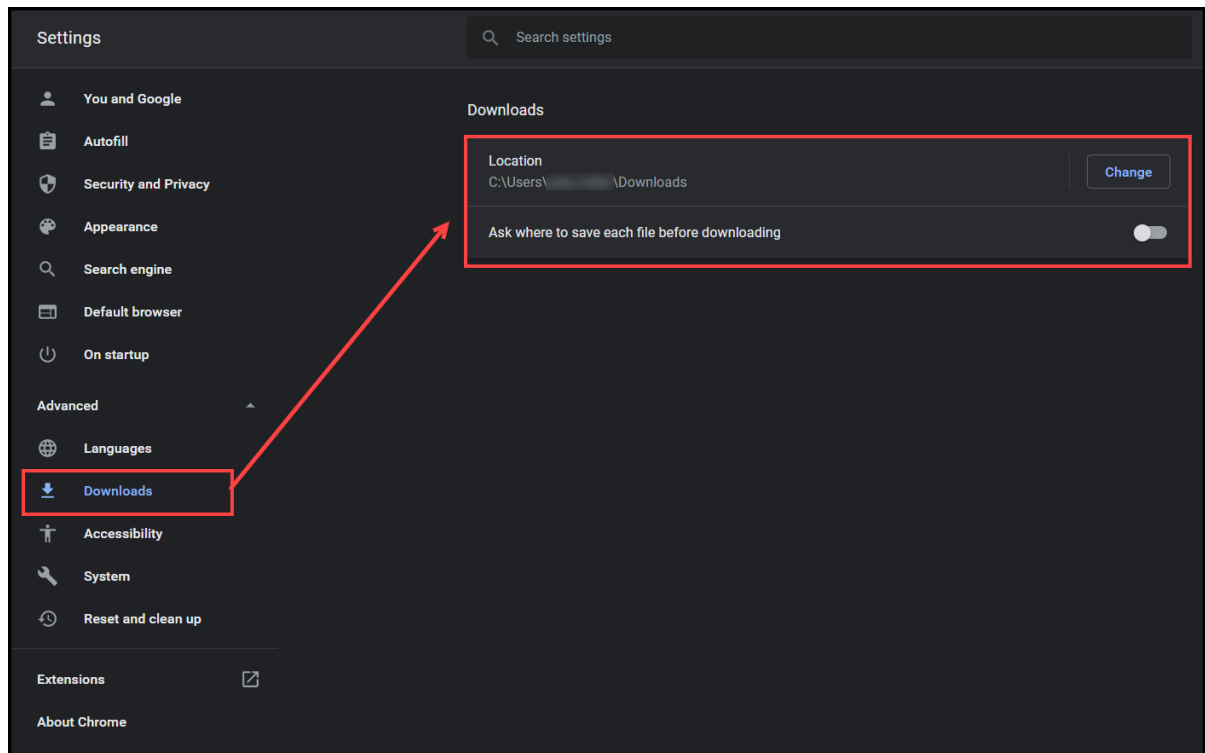 Settings
Search settings
You and Google
Autofill
Security and Privacy
Appearance
Search engine
Default browser
On startup
Advanced
Languages
Downloads
Accessibility
System
Reset and clean up
Extensions
About Chrome
Downloads
Location
C:\Users\ \Downloads
Change
Ask where to save each file before downloading